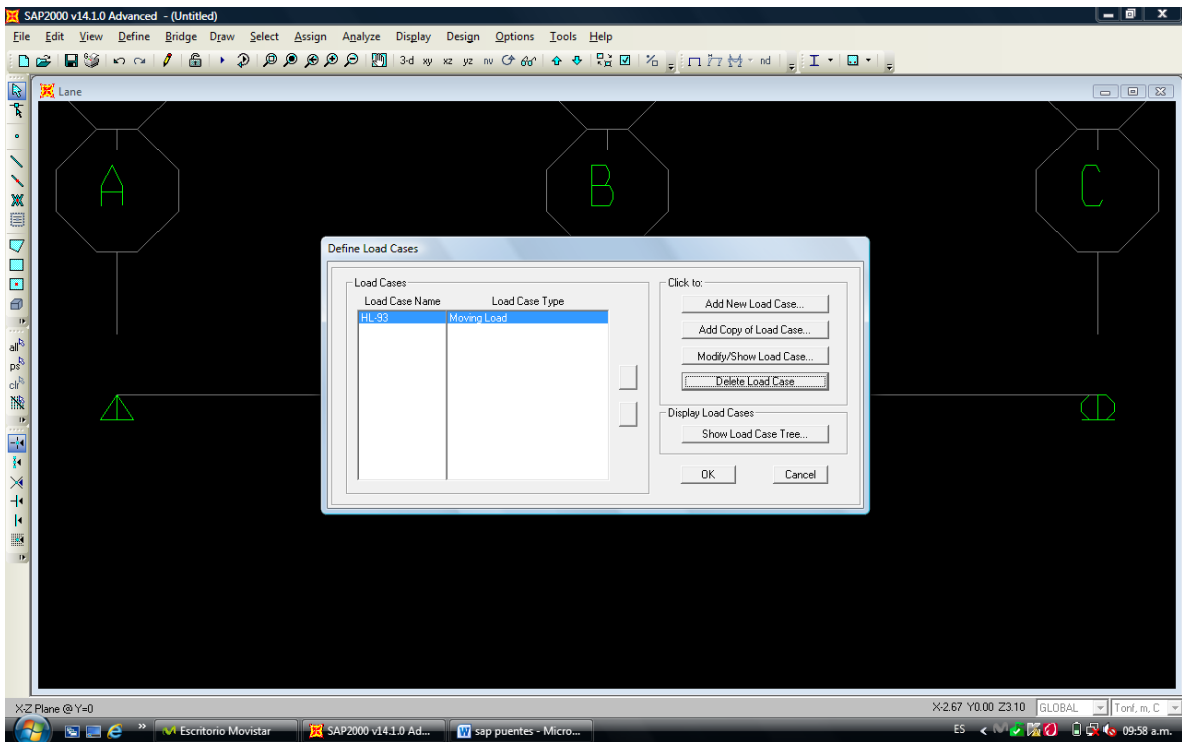 SAP2000 v14.1.0 Advanced - (Untitled)
File Edit View Define Bridge Draw Select Assign Analyze Display Design Options Tools Help
3-d xy xz yz nv nd
Lane
A B C
all
ps
clr
Define Load Cases
Load Cases
Load Case Name Load Case Type
HL-93 Moving Load
Click to:
Add New Load Case...
Add Copy of Load Case...
Modify/Show Load Case...
Delete Load Case
Display Load Cases
Show Load Case Tree...
OK Cancel
X-Z Plane @ Y=0 X-2.67 Y0.00 Z3.10 GLOBAL Tonf, m, C
Escritorio Movistar SAP2000 v14.1.0 Ad... sap puentes - Micro... ES 09:58 a.m.